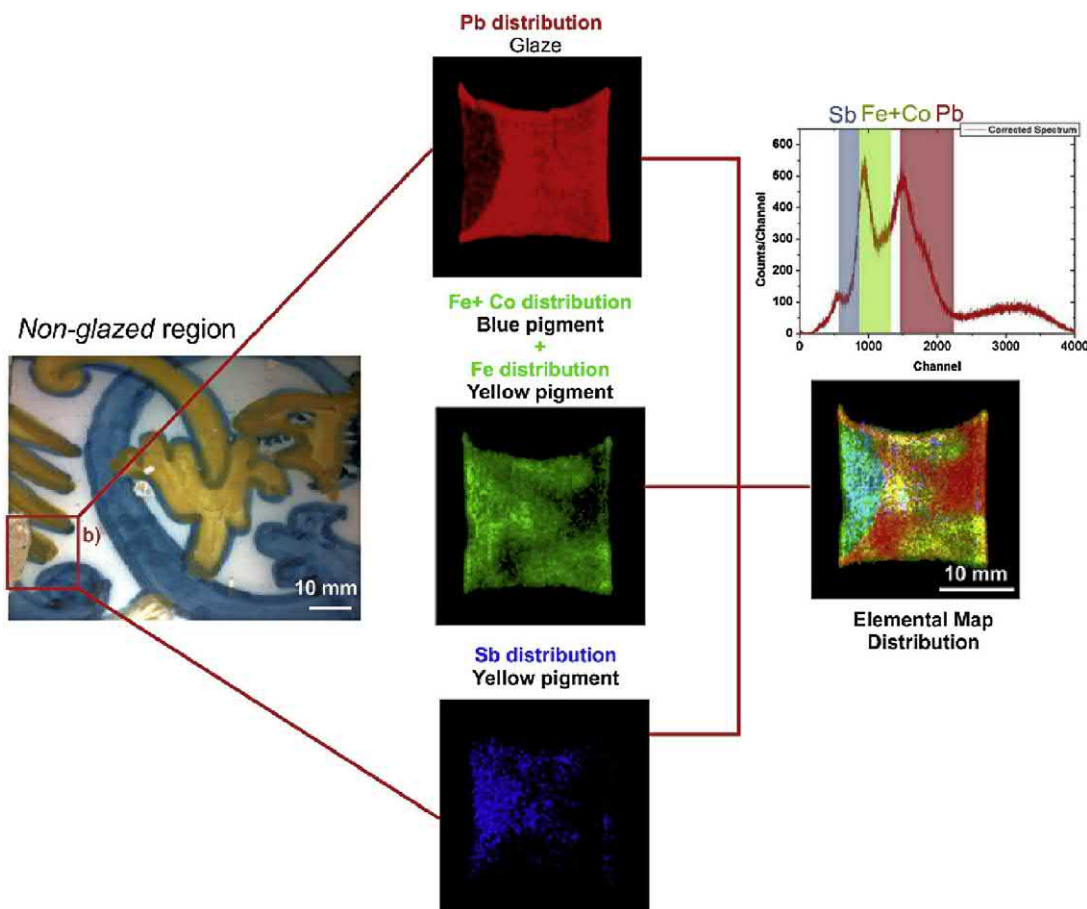 Pb distribution
Glaze
Sb Fe+Co Pb
Corrected Spectrum
600
500
400
300
200
100
0
Counts/Channel
0 1000 2000 3000 4000
Channel
Fe+ Co distribution
Blue pigment
+
Fe distribution
Yellow pigment
Non-glazed region
b)
10 mm
10 mm
Elemental Map
Distribution
Sb distribution
Yellow pigment